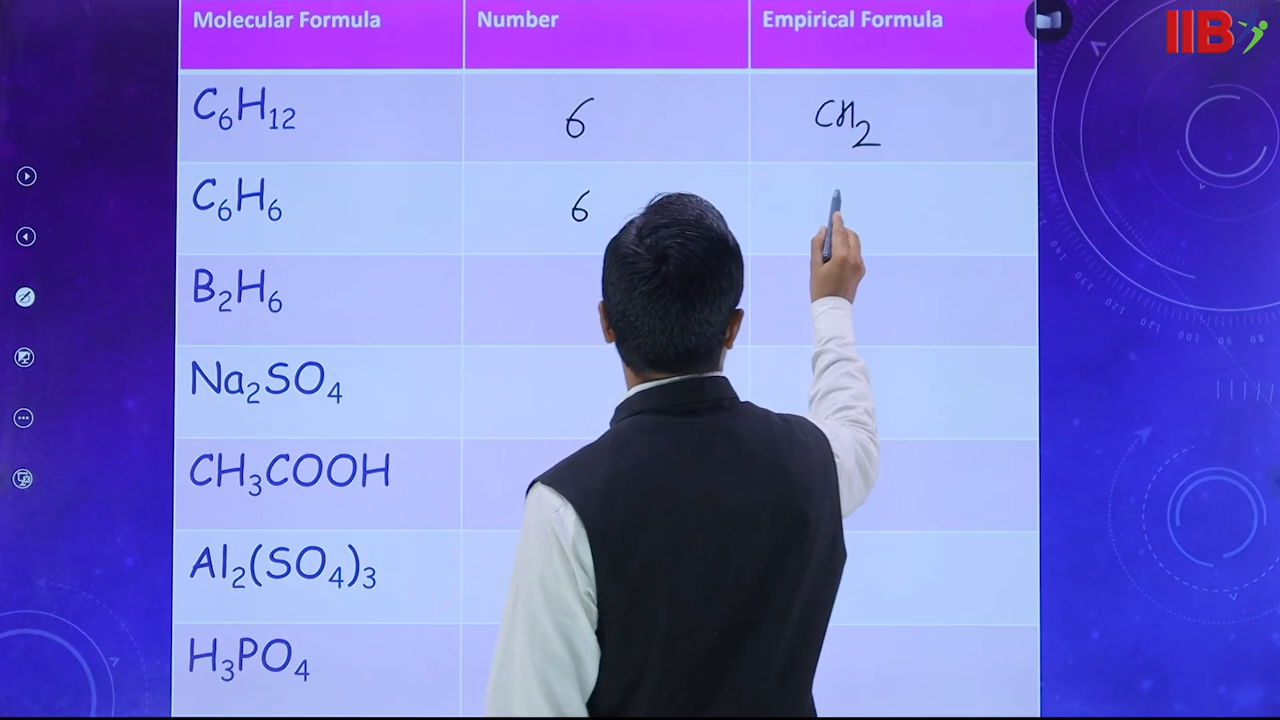 Molecular Formula Number Empirical Formula
IIB
C₆H₁₂ 6 CH₂
C₆H₆ 6
B₂H₆
Na₂SO₄
CH₃COOH
Al₂(SO₄)₃
H₃PO₄